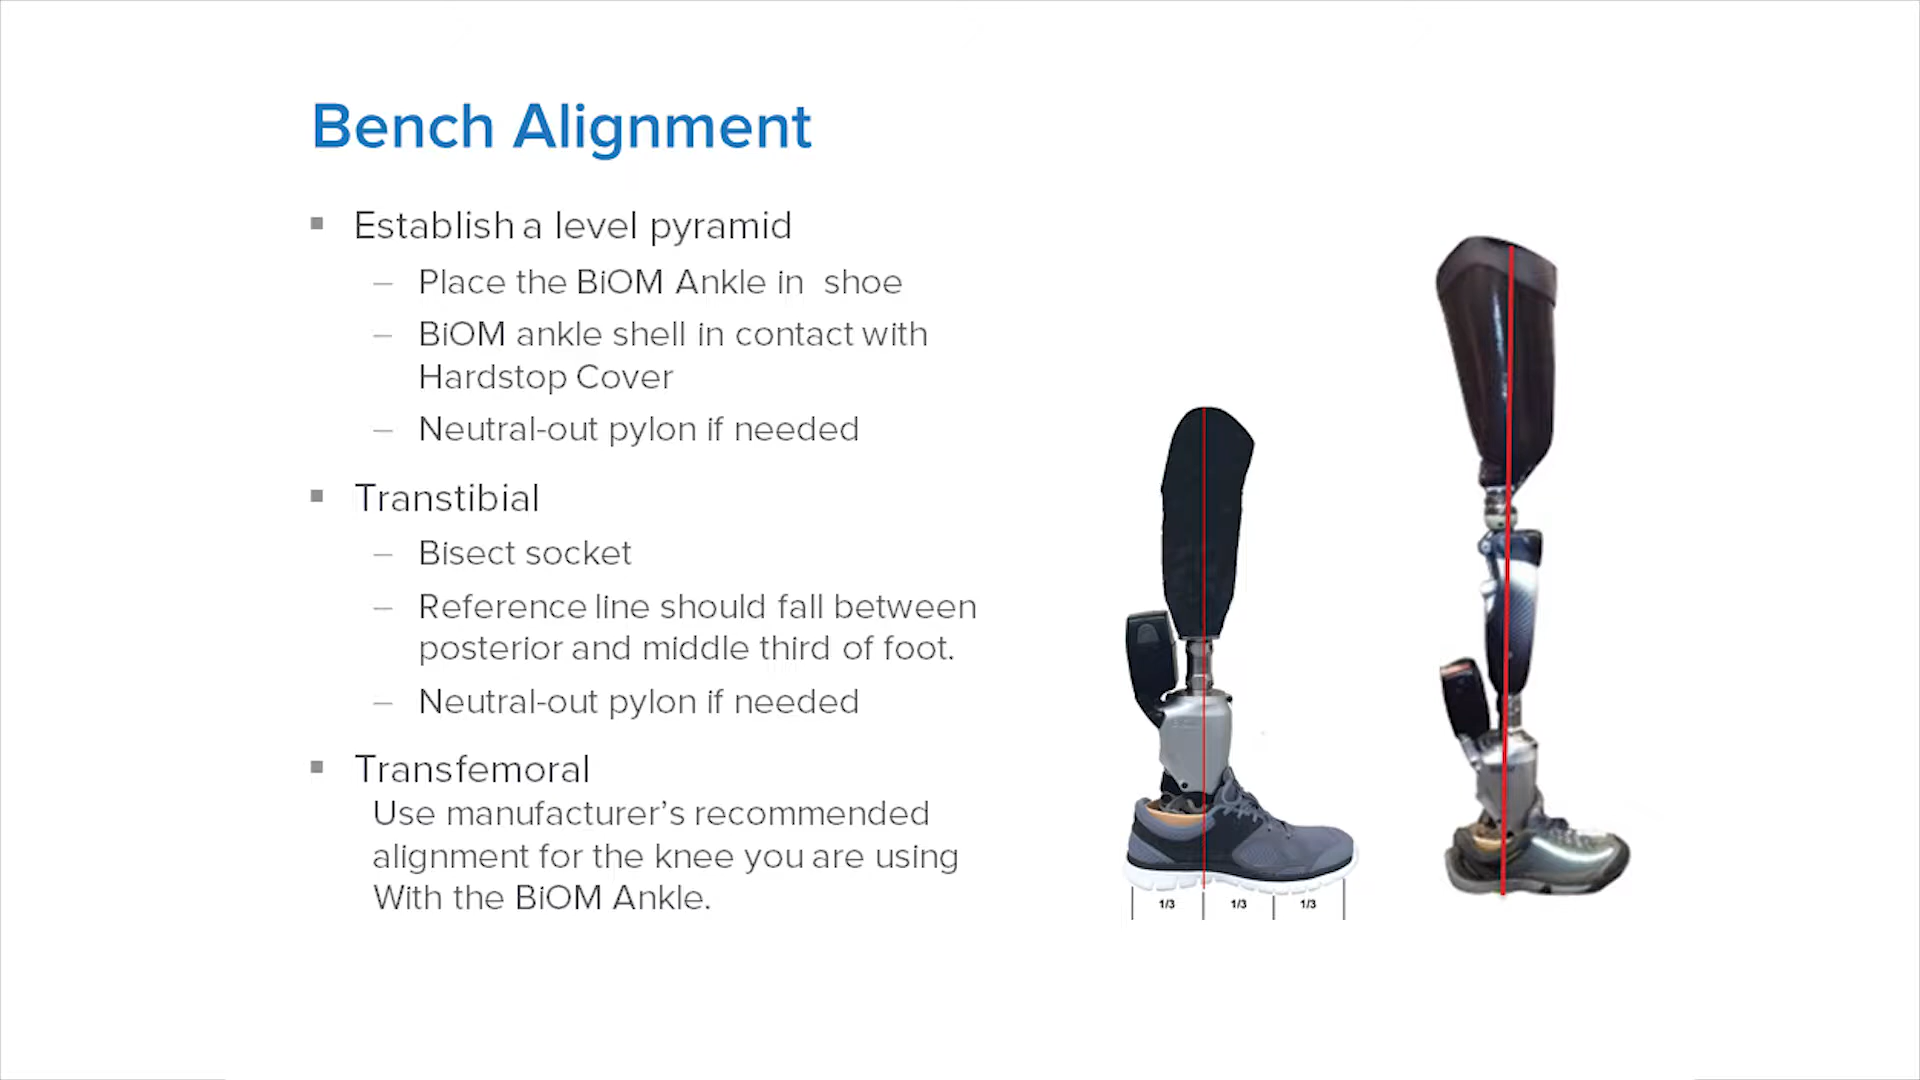 Bench Alignment
▪ Establish a level pyramid
– Place the BiOM Ankle in  shoe
– BiOM ankle shell in contact with
Hardstop Cover
– Neutral-out pylon if needed
▪ Transtibial
– Bisect socket
– Reference line should fall between
posterior and middle third of foot.
– Neutral-out pylon if needed
▪ Transfemoral
Use manufacturer’s recommended
alignment for the knee you are using
With the BiOM Ankle.
1/3 1/3 1/3